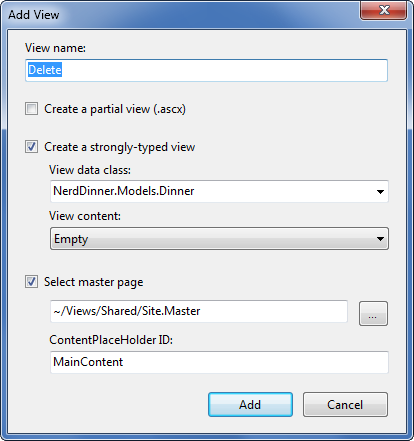 Add View
View name:
Delete
Create a partial view (.ascx)
Create a strongly-typed view
View data class:
NerdDinner.Models.Dinner
View content:
Empty
Select master page
~/Views/Shared/Site.Master
...
ContentPlaceHolder ID:
MainContent
Add Cancel